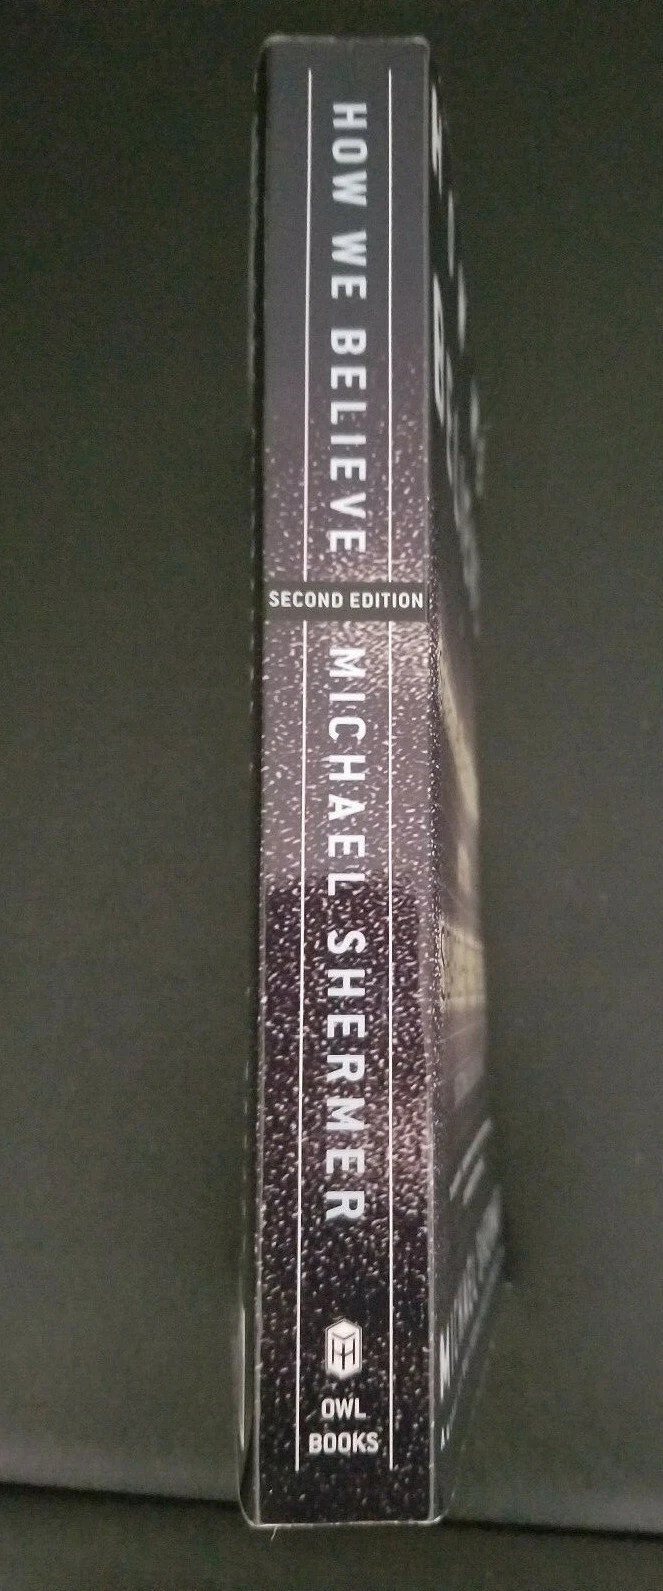 HOW WE BELIEVE
SECOND EDITION
MICHAEL SHERMER
OWL
BOOKS